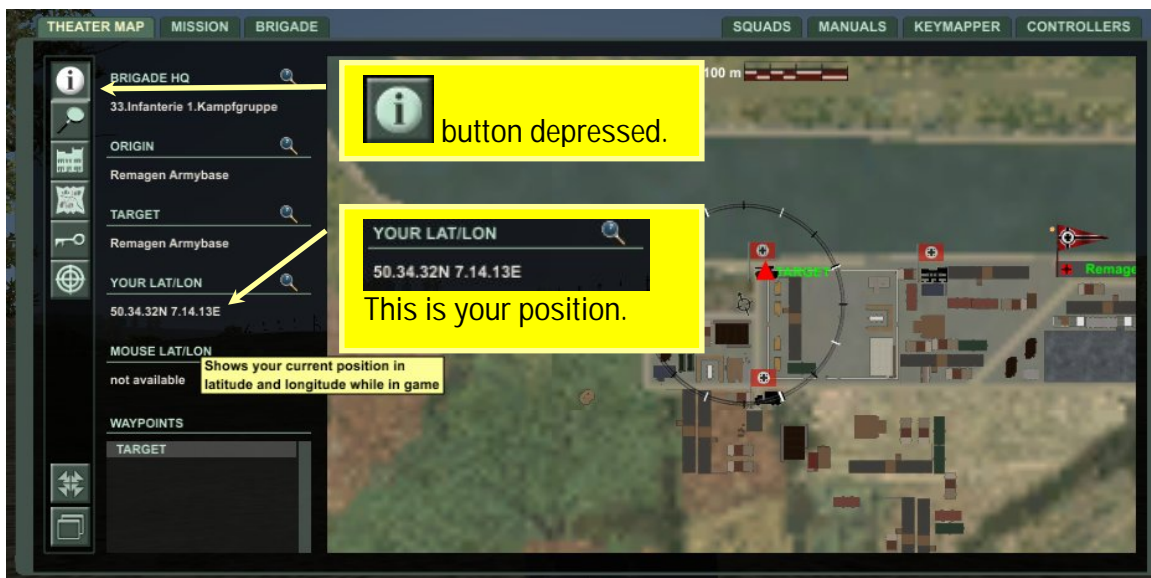 THEATER MAP MISSION BRIGADE SQUADS MANUALS KEYMAPPER CONTROLLERS
BRIGADE HQ
33.Infanterie 1.Kampfgruppe
ORIGIN
Remagen Armybase
TARGET
Remagen Armybase
YOUR LAT/LON
50.34.32N 7.14.13E
MOUSE LAT/LON
not available
Shows your current position in
latitude and longitude while in game
WAYPOINTS
TARGET
i button depressed.
YOUR LAT/LON
50.34.32N 7.14.13E
This is your position.
100 m
TARGET
Remage